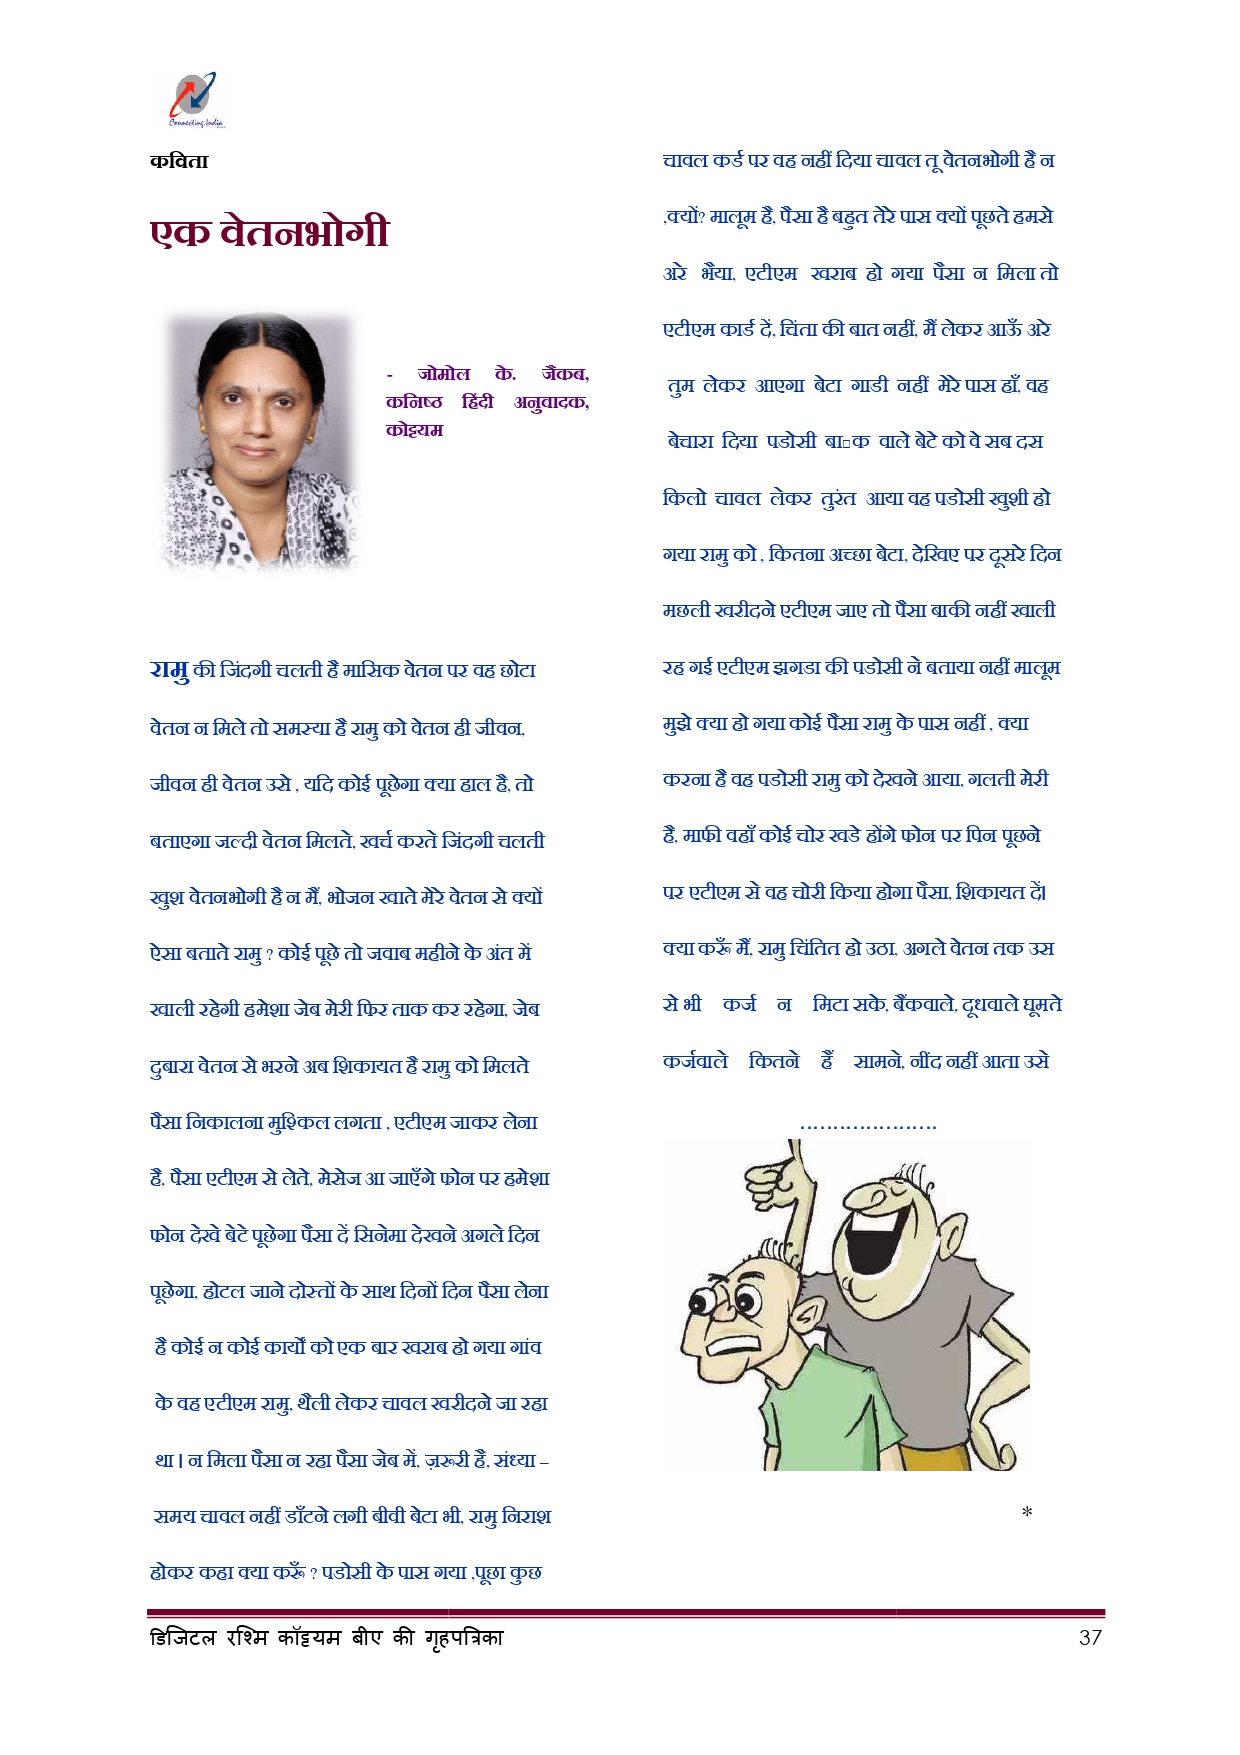 Connecting India
कविता
एक वेतनभोगी
- जोमोल के. जैकब,
कनिष्ठ हिंदी अनुवादक,
कोट्टयम
रामु की जिंदगी चलती है मासिक वेतन पर वह छोटा
वेतन न मिले तो समस्या है रामु को वेतन ही जीवन,
जीवन ही वेतन उसे , यदि कोई पूछेगा क्या हाल है, तो
बताएगा जल्दी वेतन मिलते, खर्च करते जिंदगी चलती
खुश वेतनभोगी है न मैं, भोजन खाते मेरे वेतन से क्यों
ऐसा बताते रामु ? कोई पूछे तो जवाब महीने के अंत में
खाली रहेगी हमेशा जेब मेरी फिर ताक कर रहेगा, जेब
दुबारा वेतन से भरने अब शिकायत है रामु को मिलते
पैसा निकालना मुश्किल लगता , एटीएम जाकर लेना
है, पैसा एटीएम से लेते, मेसेज आ जाएँगे फोन पर हमेशा
फोन देखे बेटे पूछेगा पैसा दें सिनेमा देखने अगले दिन
पूछेगा, होटल जाने दोस्तों के साथ दिनों दिन पैसा लेना
है कोई न कोई कार्यों को एक बार खराब हो गया गांव
के वह एटीएम रामु, थैली लेकर चावल खरीदने जा रहा
था | न मिला पैसा न रहा पैसा जेब में, ज़रूरी है, संध्या –
समय चावल नहीं डाँटने लगी बीवी बेटा भी, रामु निराश
होकर कहा क्या करूँ ? पडोसी के पास गया ,पूछा कुछ
चावल कर्ड पर वह नहीं दिया चावल तू वेतनभोगी है न
,क्यों? मालूम है, पैसा है बहुत तेरे पास क्यों पूछते हमसे
अरे भैया, एटीएम खराब हो गया पैसा न मिला तो
एटीएम कार्ड दें, चिंता की बात नहीं, मैं लेकर आऊँ अरे
तुम लेकर आएगा बेटा गाडी नहीं मेरे पास हाँ, वह
बेचारा दिया पडोसी बा□क वाले बेटे को वे सब दस
किलो चावल लेकर तुरंत आया वह पडोसी खुशी हो
गया रामु को , कितना अच्छा बेटा, देखिए पर दूसरे दिन
मछली खरीदने एटीएम जाए तो पैसा बाकी नहीं खाली
रह गई एटीएम झगडा की पडोसी ने बताया नहीं मालूम
मुझे क्या हो गया कोई पैसा रामु के पास नहीं , क्या
करना है वह पडोसी रामु को देखने आया, गलती मेरी
है, माफी वहाँ कोई चोर खडे होंगे फोन पर पिन पूछने
पर एटीएम से वह चोरी किया होगा पैसा, शिकायत दें|
क्या करूँ मैं, रामु चिंतित हो उठा, अगले वेतन तक उस
से भी कर्ज न मिटा सके, बैंकवाले, दूधवाले घूमते
कर्जवाले कितने हैं सामने, नींद नहीं आता उसे
.....................
*
डिजिटल रश्मि कॉट्टयम बीए की गृहपत्रिका 37